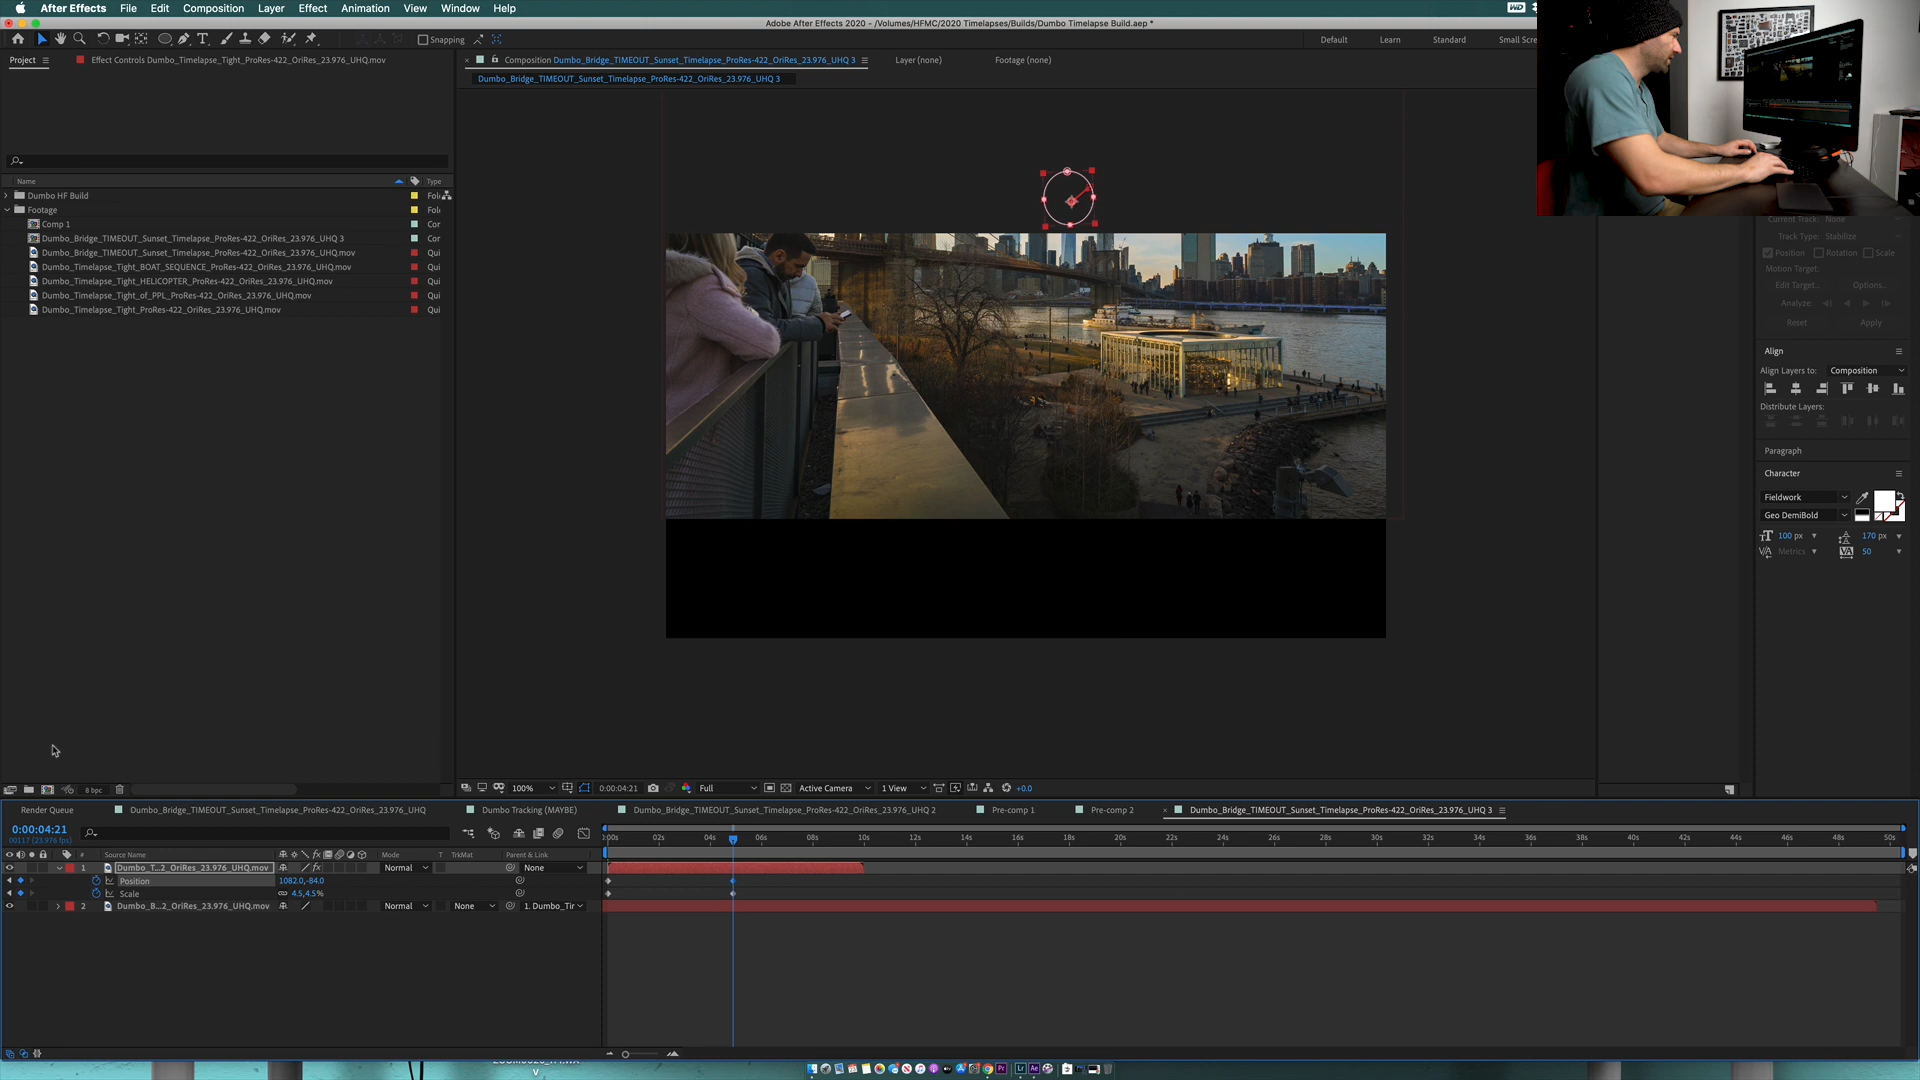 After Effects File Edit Composition Layer Effect Animation View Window Help
Adobe After Effects 2020 - /Volumes/HFMC/2020 Timelapses/Builds/Dumbo Timelapse Build.aep *
Snapping
Default Learn Standard Small Scre
Project Effect Controls Dumbo_Timelapse_Tight_ProRes-422_OriRes_23.976_UHQ.mov
Composition Dumbo_Bridge_TIMEOUT_Sunset_Timelapse_ProRes-422_OriRes_23.976_UHQ 3 Layer (none) Footage (none)
Dumbo_Bridge_TIMEOUT_Sunset_Timelapse_ProRes-422_OriRes_23.976_UHQ 3
Name Type
Dumbo HF Build Fol
Footage Fol
Comp 1 Cor
Dumbo_Bridge_TIMEOUT_Sunset_Timelapse_ProRes-422_OriRes_23.976_UHQ 3 Cor
Dumbo_Bridge_TIMEOUT_Sunset_Timelapse_ProRes-422_OriRes_23.976_UHQ.mov Qui
Dumbo_Timelapse_Tight_BOAT_SEQUENCE_ProRes-422_OriRes_23.976_UHQ.mov Qui
Dumbo_Timelapse_Tight_HELICOPTER_ProRes-422_OriRes_23.976_UHQ.mov Qui
Dumbo_Timelapse_Tight_of_PPL_ProRes-422_OriRes_23.976_UHQ.mov Qui
Dumbo_Timelapse_Tight_ProRes-422_OriRes_23.976_UHQ.mov Qui
Current Track: None
Track Type: Stabilize
Position Rotation Scale
Motion Target:
Edit Target... Options...
Analyze:
Reset Apply
Align
Align Layers to: Composition
Distribute Layers:
Paragraph
Character
Fieldwork
Geo DemiBold
100 px 170 px
Metrics 50
8 bpc
100% 0:00:04:21 Full Active Camera 1 View +0.0
Render Queue Dumbo_Bridge_TIMEOUT_Sunset_Timelapse_ProRes-422_OriRes_23.976_UHQ Dumbo Tracking (MAYBE) Dumbo_Bridge_TIMEOUT_Sunset_Timelapse_ProRes-422_OriRes_23.976_UHQ 2 Pre-comp 1 Pre-comp 2 Dumbo_Bridge_TIMEOUT_Sunset_Timelapse_ProRes-422_OriRes_23.976_UHQ 3
0:00:04:21
00117 (23.976 fps)
:00s 02s 04s 06s 08s 10s 12s 14s 16s 18s 20s 22s 24s 26s 28s 30s 32s 34s 36s 38s 40s 42s 44s 46s 48s 50s
# Source Name Mode T TrkMat Parent & Link
1 Dumbo_T...2_OriRes_23.976_UHQ.mov Normal None
Position 1082.0,-84.0
Scale 4.5,4.5%
2 Dumbo_B...2_OriRes_23.976_UHQ.mov Normal None 1. Dumbo_Tir
v